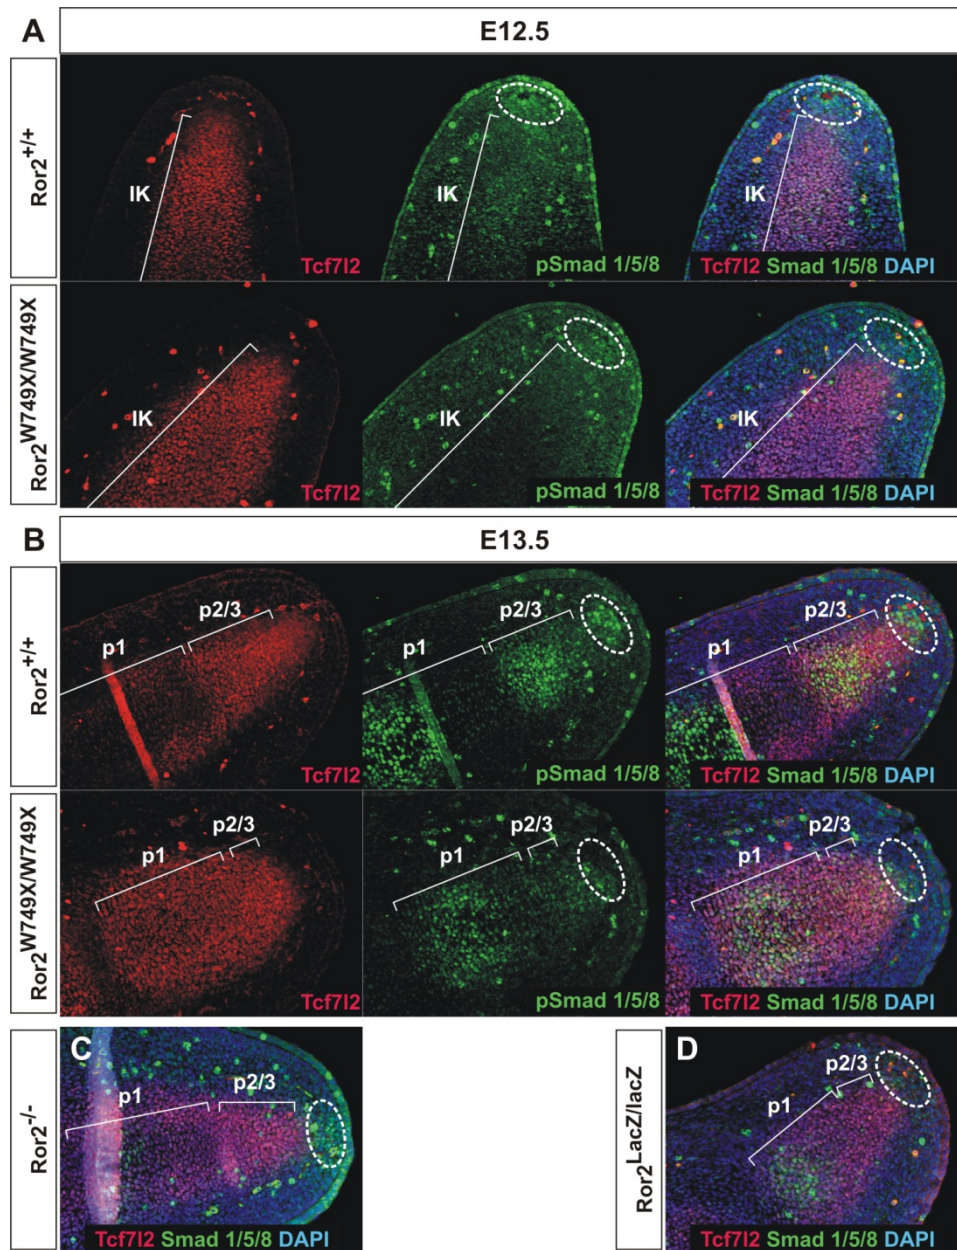 A
E12.5
Ror2+/+
IK
IK
IK
Tcf7l2
pSmad 1/5/8
Tcf7l2 Smad 1/5/8 DAPI
Ror2W749X/W749X
IK
IK
IK
Tcf7l2
pSmad 1/5/8
Tcf7l2 Smad 1/5/8 DAPI
B
E13.5
Ror2+/+
p1 p2/3
p1 p2/3
p1 p2/3
Tcf7l2
pSmad 1/5/8
Tcf7l2 Smad 1/5/8 DAPI
Ror2W749X/W749X
p1 p2/3
p1 p2/3
p1 p2/3
Tcf7l2
pSmad 1/5/8
Tcf7l2 Smad 1/5/8 DAPI
C
Ror2-/-
p1 p2/3
Tcf7l2 Smad 1/5/8 DAPI
D
Ror2LacZ/lacZ
p1 p2/3
Tcf7l2 Smad 1/5/8 DAPI